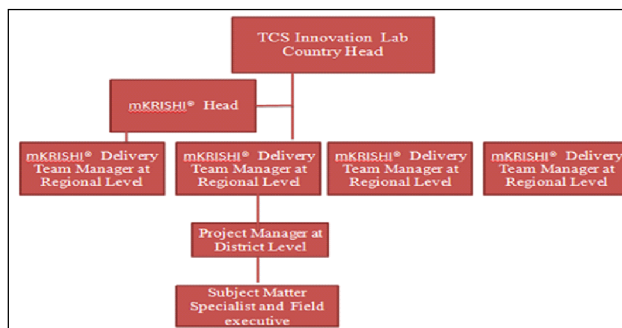 TCS Innovation Lab
Country Head
mKRISHI® Head
mKRISHI® Delivery
Team Manager at
Regional Level
mKRISHI® Delivery
Team Manager at
Regional Level
mKRISHI® Delivery
Team Manager at
Regional Level
mKRISHI® Delivery
Team Manager at
Regional Level
Project Manager at
District Level
Subject Matter
Specialist and Field
executive